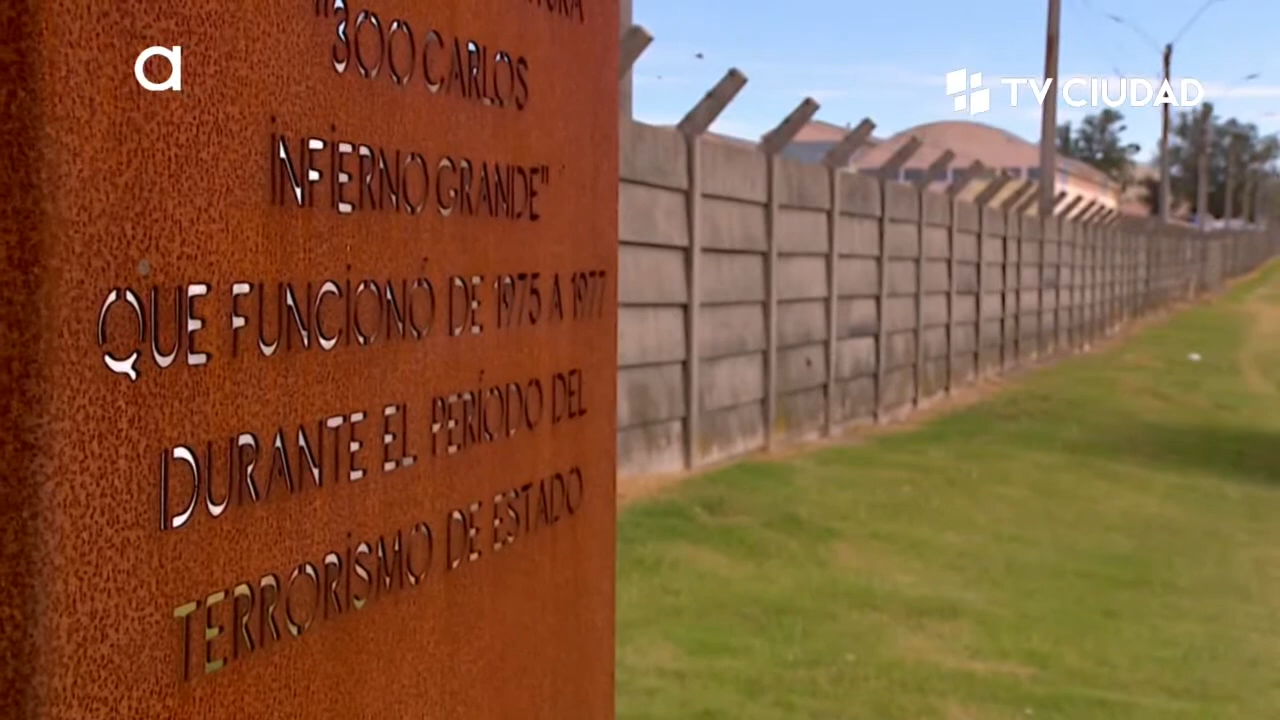 "300 CARLOS
INFIERNO GRANDE"
QUE FUNCIONÓ DE 1975 A 1977
DURANTE EL PERÍODO DEL
TERRORISMO DE ESTADO
a
TV CIUDAD